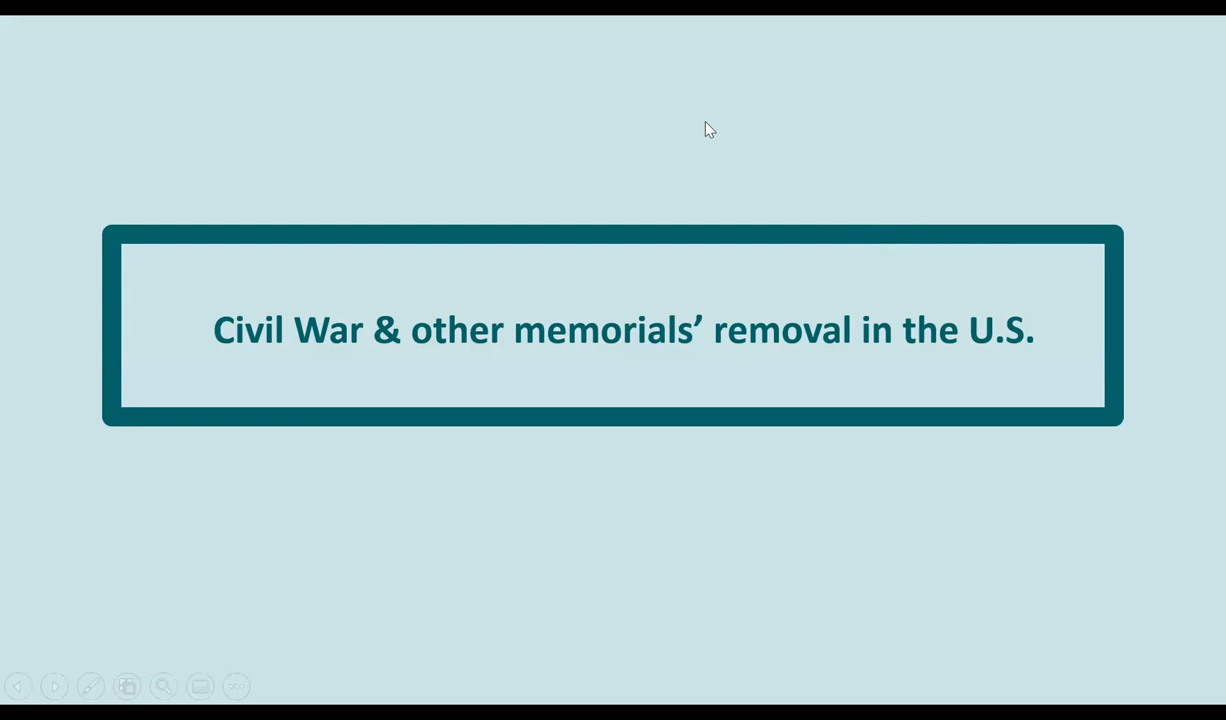 Civil War & other memorials’ removal in the U.S.